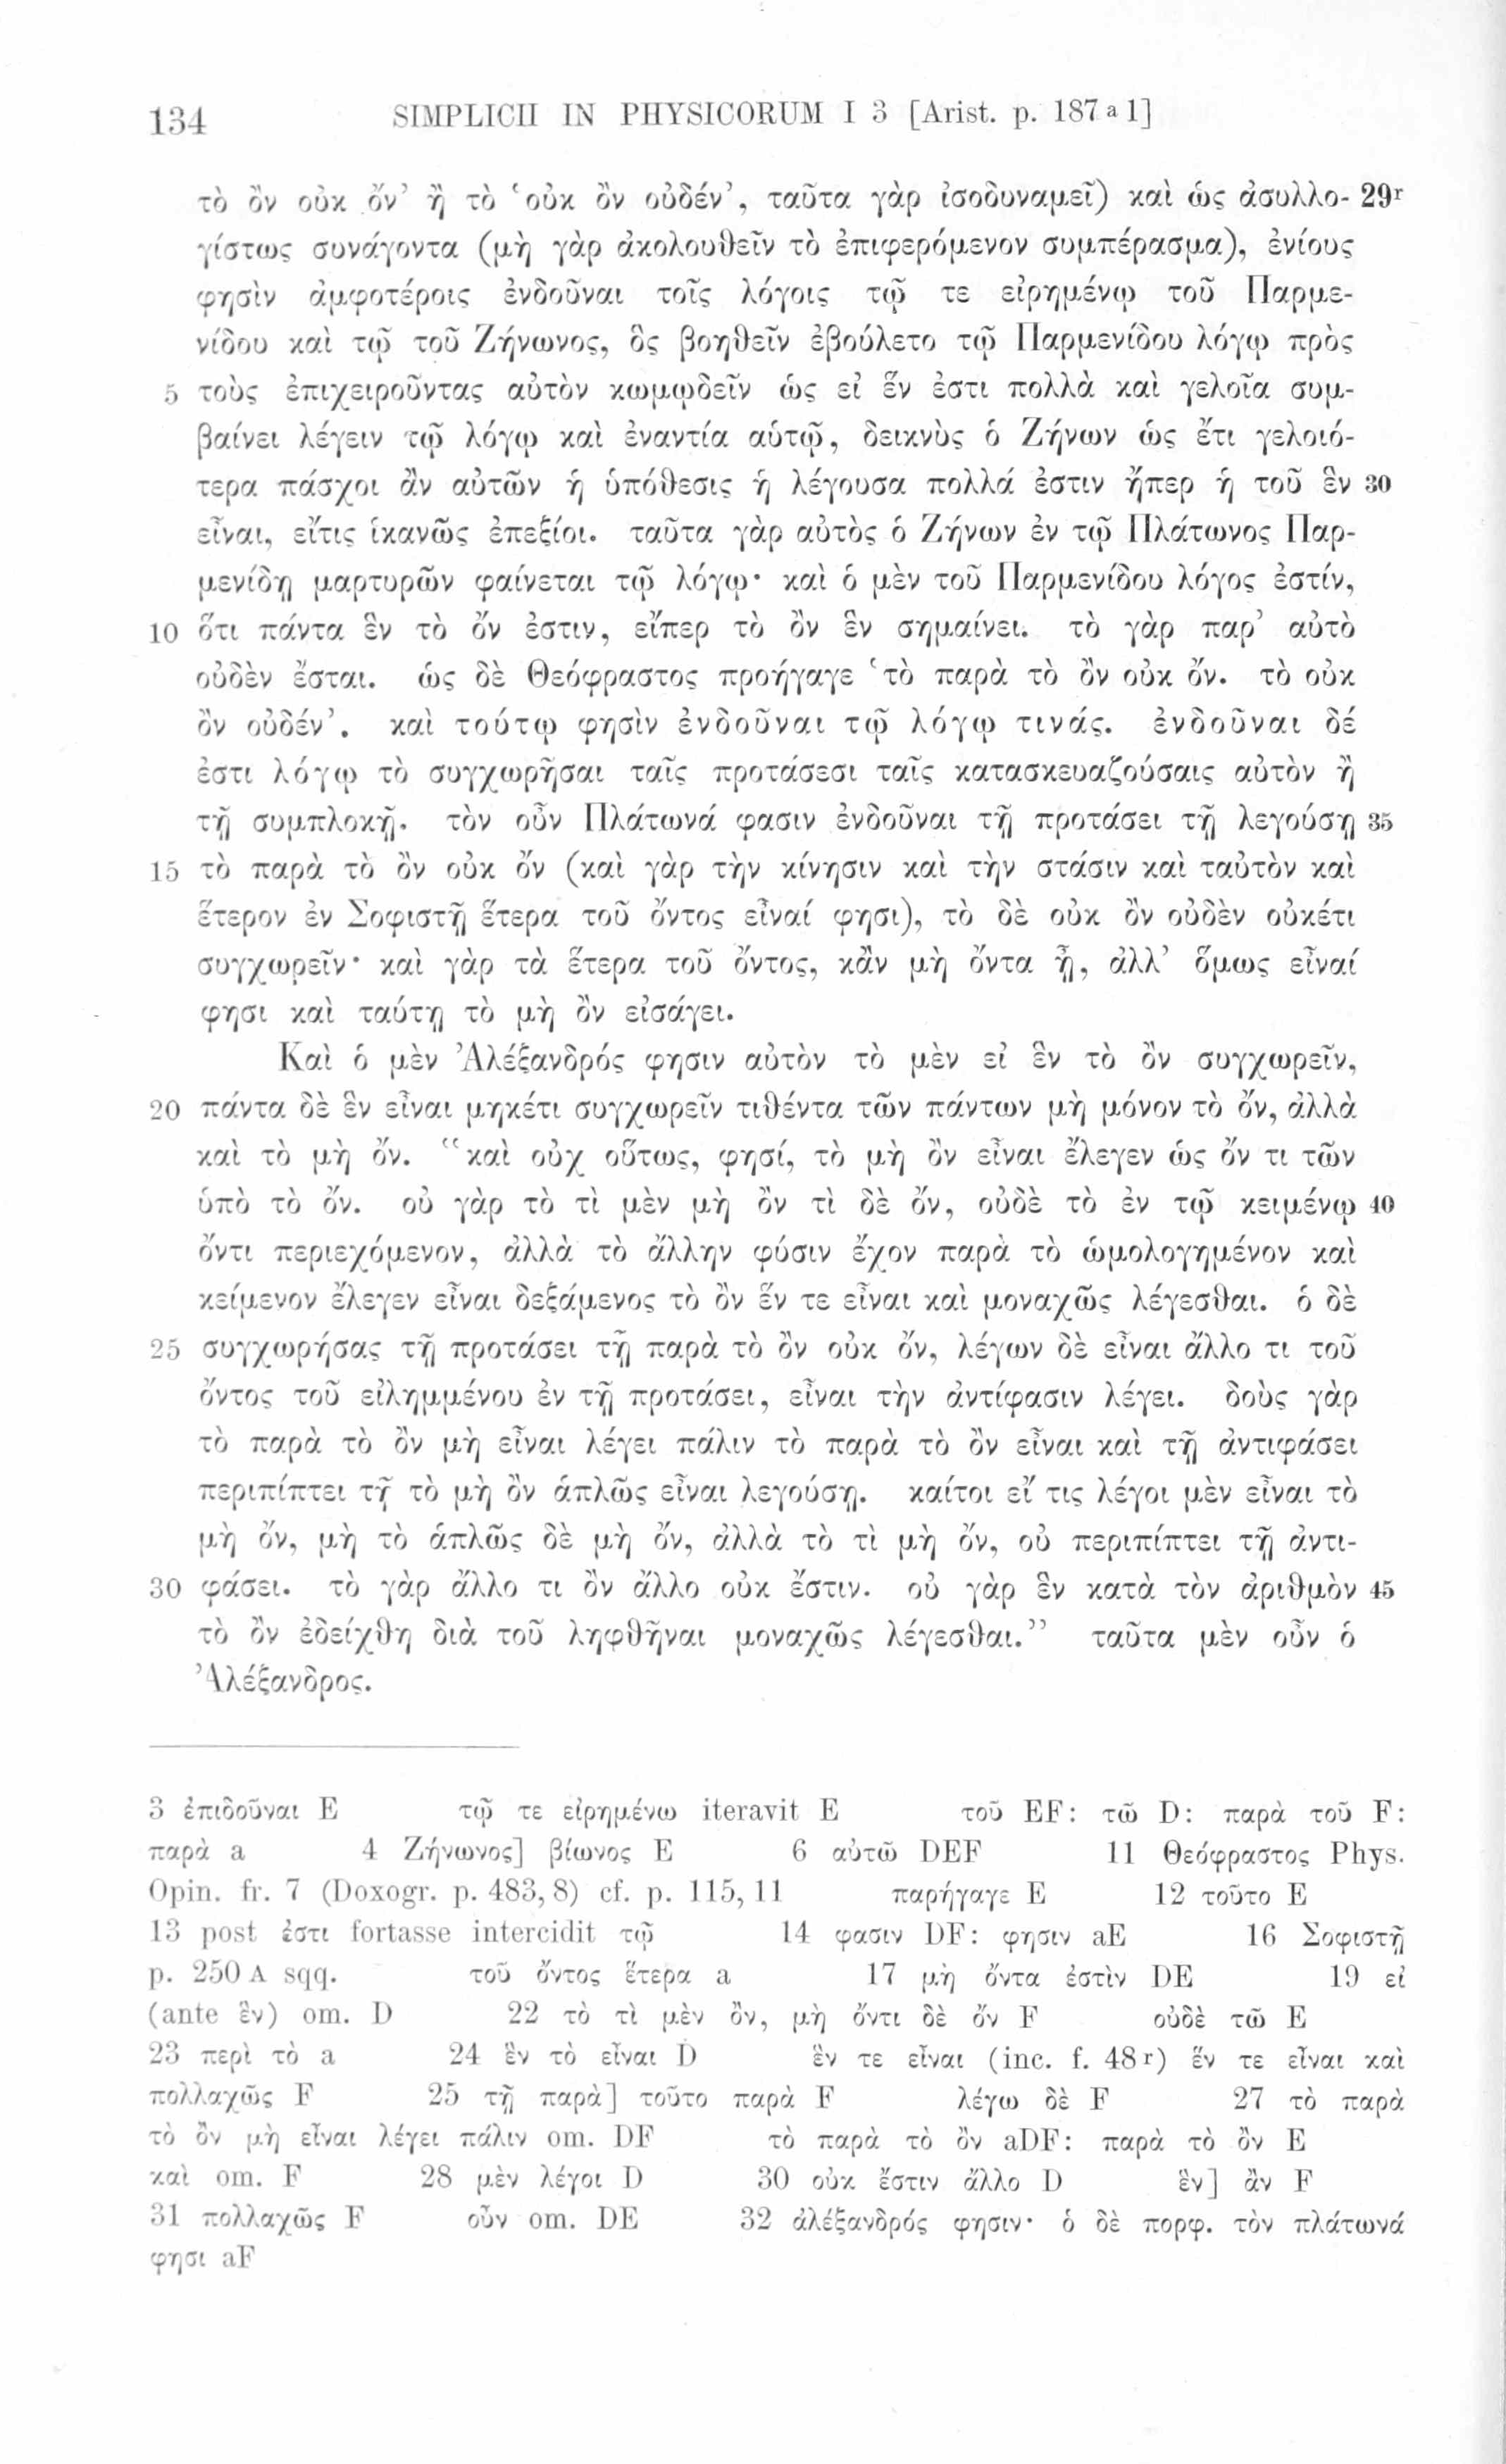 134 SIMPLICII IN PHYSICORUM I 3 [Arist. p. 187 a 1]
τὸ ὂν οὐκ ὄν’ ἢ τὸ ‘οὐκ ὂν οὐδέν’, ταῦτα γὰρ ἰσοδυναμεῖ) καὶ ὡς ἀσυλλο- 29r
γίστως συνάγοντα (μὴ γὰρ ἀκολουθεῖν τὸ ἐπιφερόμενον συμπέρασμα), ἐνίους
φησὶν ἀμφοτέροις ἐνδοῦναι τοῖς λόγοις τῷ τε εἰρημένῳ τοῦ Παρμε-
νίδου καὶ τῷ τοῦ Ζήνωνος, ὃς βοηθεῖν ἐβούλετο τῷ Παρμενίδου λόγῳ πρὸς
5 τοὺς ἐπιχειροῦντας αὐτὸν κωμῳδεῖν ὡς εἰ ἕν ἐστι πολλὰ καὶ γελοῖα συμ-
βαίνει λέγειν τῷ λόγῳ καὶ ἐναντία αὑτῷ, δεικνὺς ὁ Ζήνων ὡς ἔτι γελοιό-
τερα πάσχοι ἂν αὐτῶν ἡ ὑπόθεσις ἡ λέγουσα πολλά ἐστιν ἤπερ ἡ τοῦ ἓν 30
εἶναι, εἴτις ἱκανῶς ἐπεξίοι. ταῦτα γὰρ αὐτὸς ὁ Ζήνων ἐν τῷ Πλάτωνος Παρ-
μενίδῃ μαρτυρῶν φαίνεται τῷ λόγῳ· καὶ ὁ μὲν τοῦ Παρμενίδου λόγος ἐστίν,
10 ὅτι πάντα ἓν τὸ ὄν ἐστιν, εἴπερ τὸ ὂν ἓν σημαίνει. τὸ γὰρ παρ’ αὐτὸ
οὐδὲν ἔσται. ὡς δὲ Θεόφραστος προήγαγε ‘τὸ παρὰ τὸ ὂν οὐκ ὄν. τὸ οὐκ
ὂν οὐδέν’. καὶ τούτῳ φησὶν ἐνδοῦναι τῷ λόγῳ τινάς. ἐνδοῦναι δέ
ἐστι λόγῳ τὸ συγχωρῆσαι ταῖς προτάσεσι ταῖς κατασκευαζούσαις αὐτὸν ἢ
τῇ συμπλοκῇ. τὸν οὖν Πλάτωνά φασιν ἐνδοῦναι τῇ προτάσει τῇ λεγούσῃ 35
15 τὸ παρὰ τὸ ὂν οὐκ ὄν (καὶ γὰρ τὴν κίνησιν καὶ τὴν στάσιν καὶ ταὐτὸν καὶ
ἕτερον ἐν Σοφιστῇ ἕτερα τοῦ ὄντος εἶναί φησι), τὸ δὲ οὐκ ὂν οὐδὲν οὐκέτι
συγχωρεῖν· καὶ γὰρ τὰ ἕτερα τοῦ ὄντος, κἂν μὴ ὄντα ᾖ, ἀλλ’ ὅμως εἶναί
φησι καὶ ταύτῃ τὸ μὴ ὂν εἰσάγει.
Καὶ ὁ μὲν Ἀλέξανδρός φησιν αὐτὸν τὸ μὲν εἰ ἓν τὸ ὂν συγχωρεῖν,
20 πάντα δὲ ἓν εἶναι μηκέτι συγχωρεῖν τιθέντα τῶν πάντων μὴ μόνον τὸ ὄν, ἀλλὰ
καὶ τὸ μὴ ὄν. “καὶ οὐχ οὕτως, φησί, τὸ μὴ ὂν εἶναι ἔλεγεν ὡς ὄν τι τῶν
ὑπὸ τὸ ὄν. οὐ γὰρ τὸ τὶ μὲν μὴ ὂν τὶ δὲ ὄν, οὐδὲ τὸ ἐν τῷ κειμένῳ 40
ὄντι περιεχόμενον, ἀλλὰ τὸ ἄλλην φύσιν ἔχον παρὰ τὸ ὡμολογημένον καὶ
κείμενον ἔλεγεν εἶναι δεξάμενος τὸ ὂν ἕν τε εἶναι καὶ μοναχῶς λέγεσθαι. ὁ δὲ
25 συγχωρήσας τῇ προτάσει τῇ παρὰ τὸ ὂν οὐκ ὄν, λέγων δὲ εἶναι ἄλλο τι τοῦ
ὄντος τοῦ εἰλημμένου ἐν τῇ προτάσει, εἶναι τὴν ἀντίφασιν λέγει. δοὺς γὰρ
τὸ παρὰ τὸ ὂν μὴ εἶναι λέγει πάλιν τὸ παρὰ τὸ ὂν εἶναι καὶ τῇ ἀντιφάσει
περιπίπτει τῇ τὸ μὴ ὂν ἁπλῶς εἶναι λεγούσῃ. καίτοι εἴ τις λέγοι μὲν εἶναι τὸ
μὴ ὄν, μὴ τὸ ἁπλῶς δὲ μὴ ὄν, ἀλλὰ τὸ τὶ μὴ ὄν, οὐ περιπίπτει τῇ ἀντι-
30 φάσει. τὸ γὰρ ἄλλο τι ὂν ἄλλο οὐκ ἔστιν. οὐ γὰρ ἓν κατὰ τὸν ἀριθμὸν 45
τὸ ὂν ἐδείχθη διὰ τοῦ ληφθῆναι μοναχῶς λέγεσθαι.” ταῦτα μὲν οὖν ὁ
Ἀλέξανδρος.
3 ἐπιδοῦναι E τῷ τε εἰρημένω iteravit E τοῦ EF: τῶ D: παρὰ τοῦ F:
παρὰ a 4 Ζήνωνος] βίωνος E 6 αὐτῶ DEF 11 Θεόφραστος Phys.
Opin. fr. 7 (Doxogr. p. 483, 8) cf. p. 115, 11 παρήγαγε E 12 τοῦτο E
13 post ἐστι fortasse intercidit τῷ 14 φασιν DF: φησιν aE 16 Σοφιστῇ
p. 250 A sqq. τοῦ ὄντος ἕτερα a 17 μὴ ὄντα ἐστὶν DE 19 εἰ
(ante ἓν) om. D 22 τὸ τὶ μὲν ὄν, μὴ ὄντι δὲ ὄν F οὐδὲ τῶ E
23 περὶ τὸ a 24 ἓν τὸ εἶναι D ἓν τε εἶναι (inc. f. 48 r) ἕν τε εἶναι καὶ
πολλαχῶς F 25 τῇ παρὰ] τοῦτο παρὰ F λέγω δὲ F 27 τὸ παρὰ
τὸ ὂν μὴ εἶναι λέγει πάλιν om. DF τὸ παρὰ τὸ ὂν aDF: παρὰ τὸ ὂν E
καὶ om. F 28 μὲν λέγοι D 30 οὐκ ἔστιν ἄλλο D ἓν] ἂν F
31 πολλαχῶς F οὖν om. DE 32 ἀλέξανδρός φησιν· ὁ δὲ πορφ. τὸν πλάτωνά
φησι aF